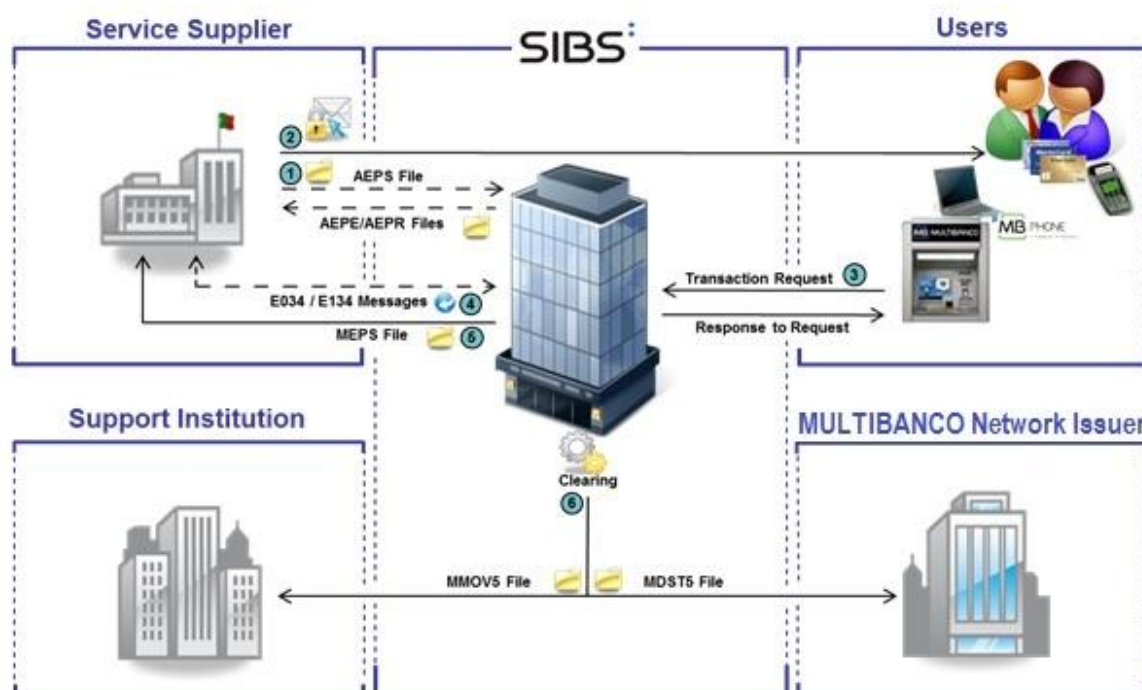 Service Supplier
SIBS
Users
2
1
AEPS File
AEPE/AEPR Files
MB PHONE
MB MULTIBANCO
Transaction Request
3
E034 / E134 Messages
4
MEPS File
5
Response to Request
Support Institution
MULTIBANCO Network Issuer
Clearing
6
MMOV5 File
MDST5 File